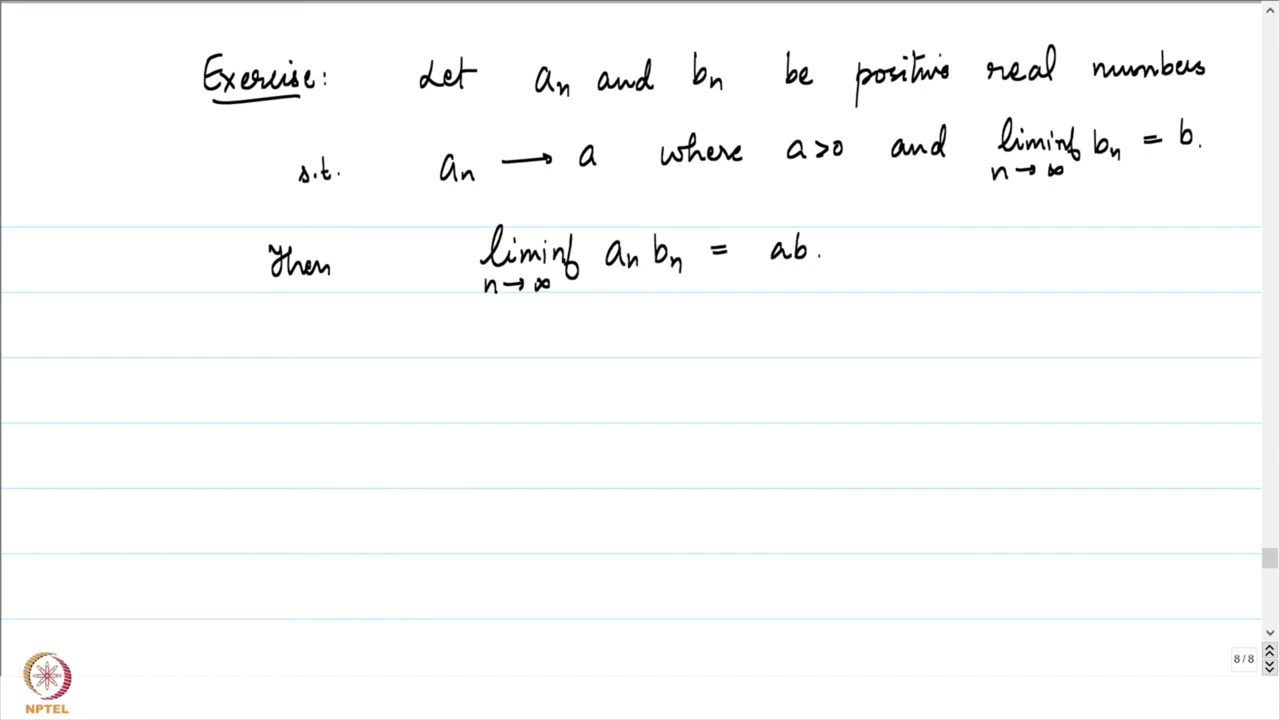 Exercise: Let aₙ and bₙ be positive real numbers
s.t. aₙ ⟶ a where a>0 and liminf n→∞ bₙ = b.
Then liminf n→∞ aₙ bₙ = ab.
8 / 8
NPTEL